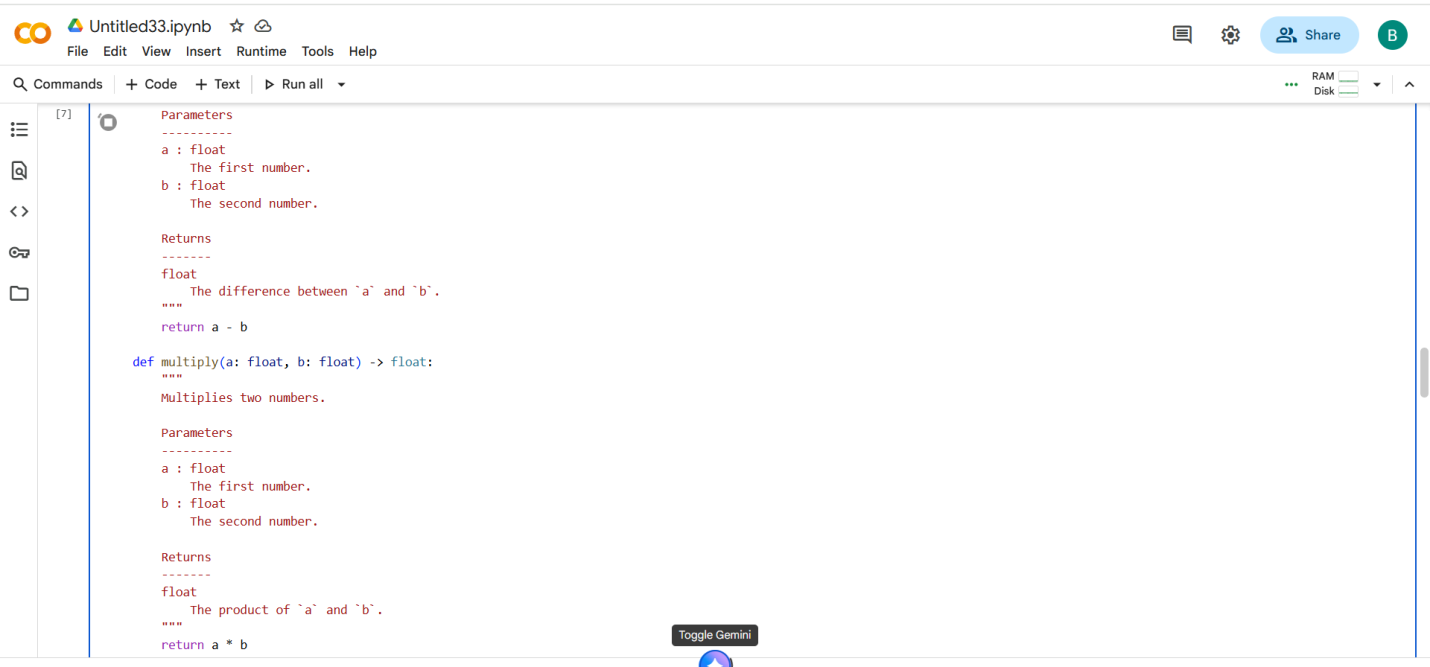 Untitled33.ipynb
File Edit View Insert Runtime Tools Help
Share
B
Commands + Code + Text Run all
RAM
Disk
[7]
Parameters
----------
a : float
The first number.
b : float
The second number.
Returns
-------
float
The difference between `a` and `b`.
"""
return a - b
def multiply(a: float, b: float) -> float:
"""
Multiplies two numbers.
Parameters
----------
a : float
The first number.
b : float
The second number.
Returns
-------
float
The product of `a` and `b`.
"""
return a * b
Toggle Gemini